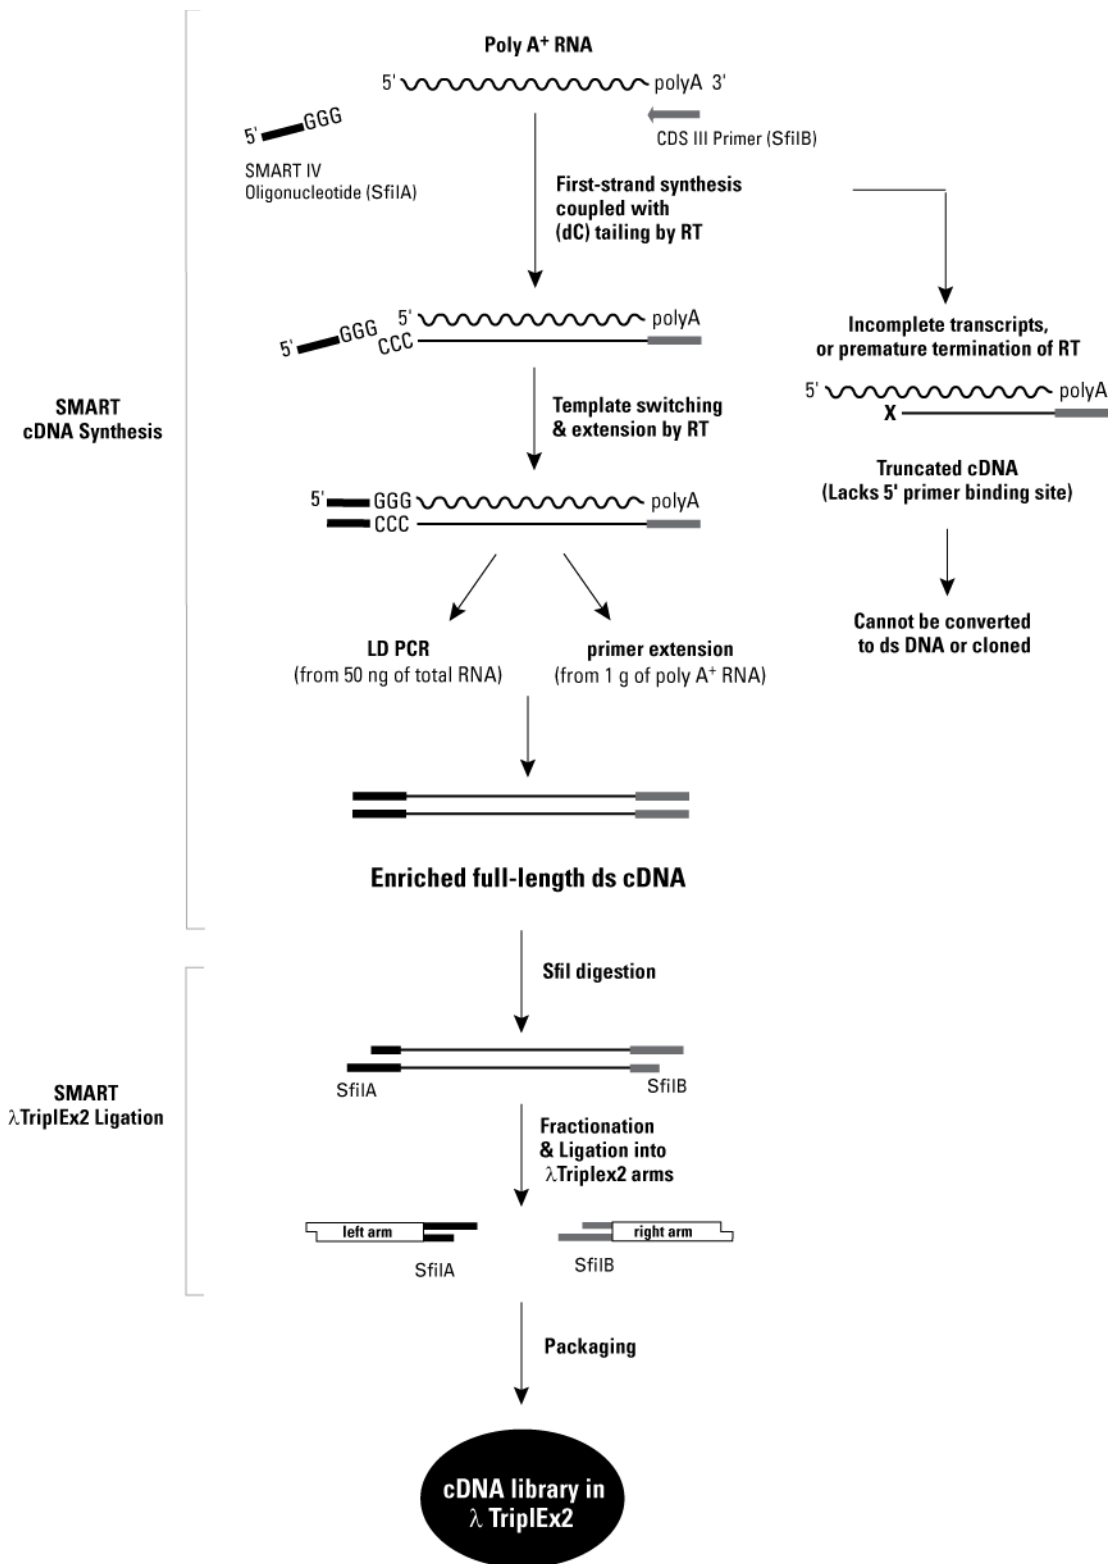 Poly A⁺ RNA
5' polyA 3'
5' GGG
CDS III Primer (SfiIB)
SMART IV
Oligonucleotide (SfiIA)
First-strand synthesis
coupled with
(dC) tailing by RT
5' polyA
5' GGG
CCC
Incomplete transcripts,
or premature termination of RT
5' polyA
X
SMART
cDNA Synthesis
Template switching
& extension by RT
Truncated cDNA
(Lacks 5' primer binding site)
5' GGG polyA
CCC
Cannot be converted
to ds DNA or cloned
LD PCR
(from 50 ng of total RNA)
primer extension
(from 1 g of poly A⁺ RNA)
Enriched full-length ds cDNA
SfiI digestion
SfiIA SfiIB
SMART
λTriplEx2 Ligation
Fractionation
& Ligation into
λTriplex2 arms
left arm right arm
SfiIA SfiIB
Packaging
cDNA library in
λ TriplEx2